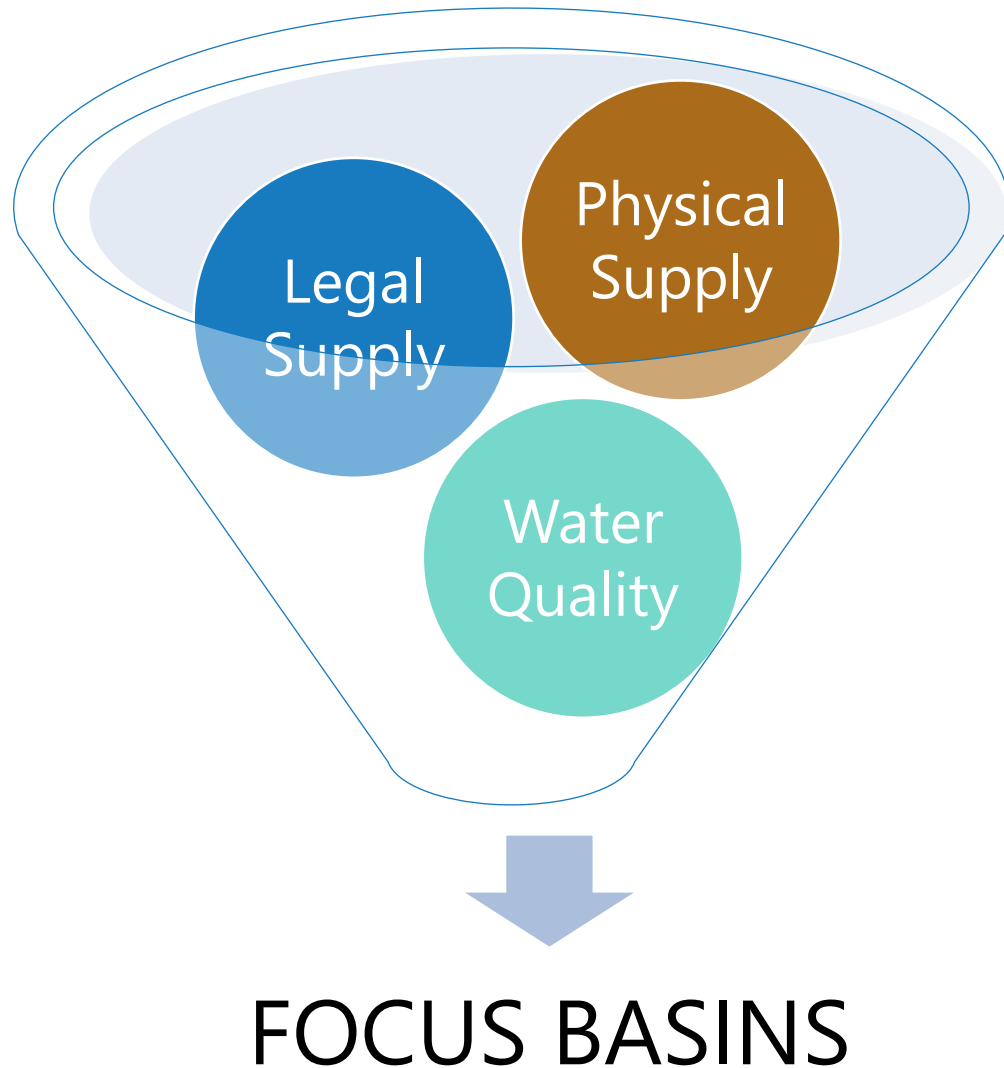 Physical
Supply
Legal
Supply
Water
Quality
FOCUS BASINS